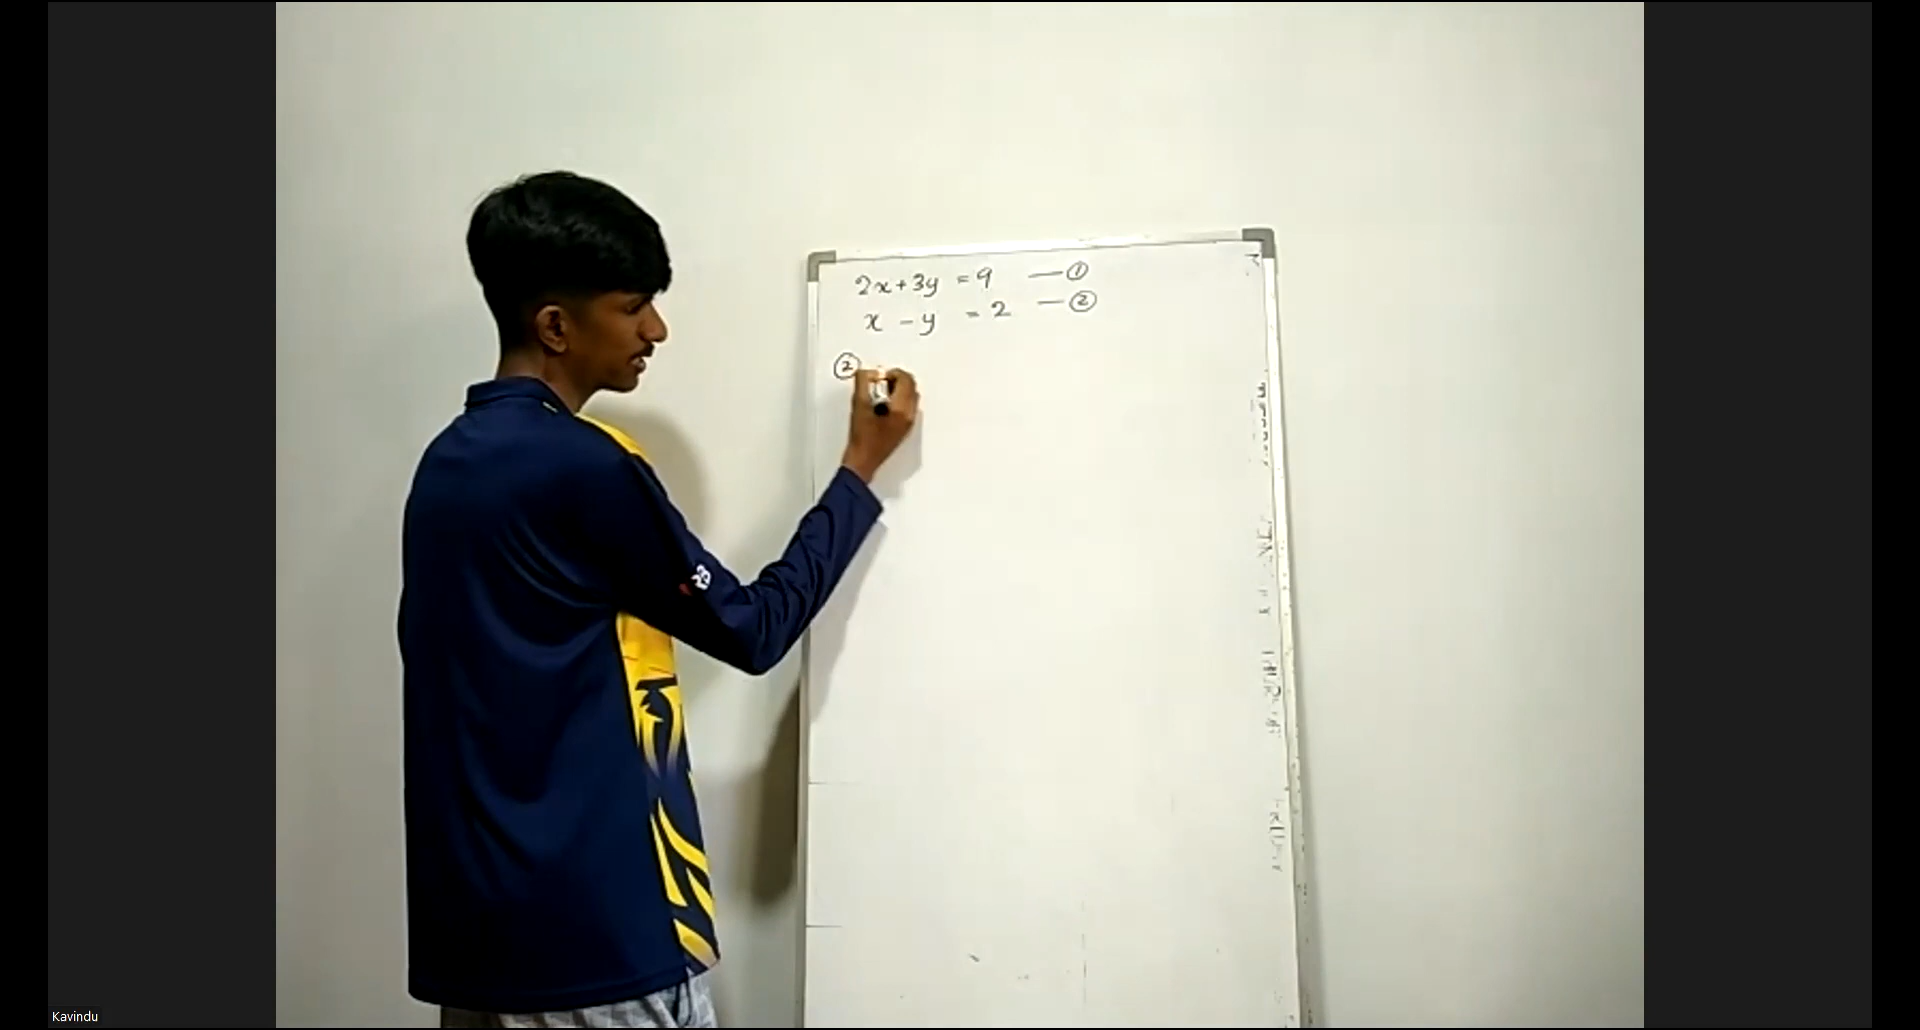 2x+3y = 9 —①
x - y = 2 —②
②
Kavindu